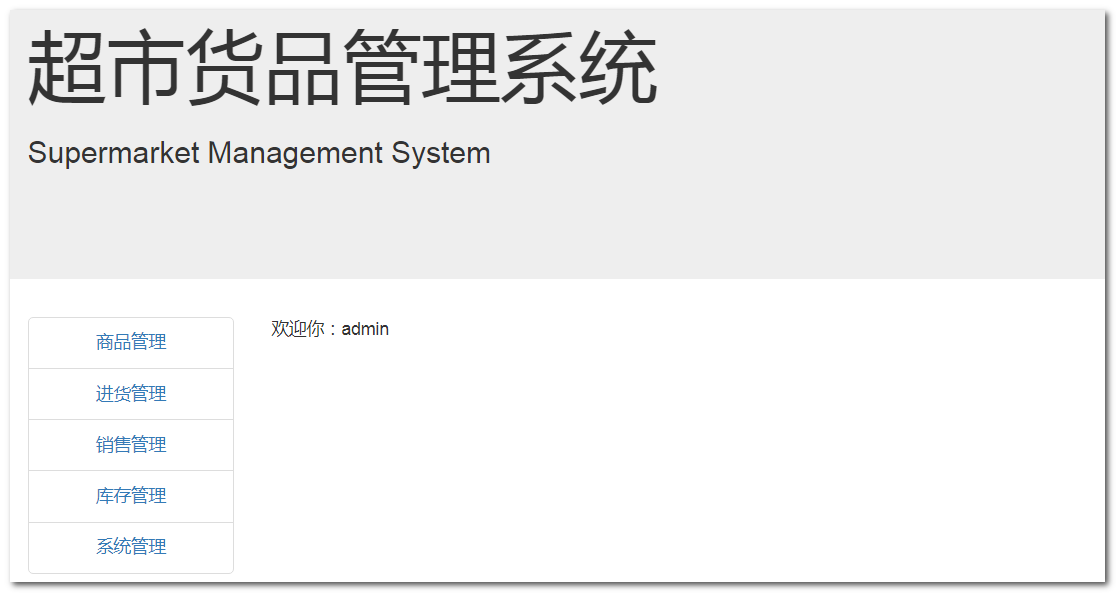 超市货品管理系统
Supermarket Management System
商品管理
进货管理
销售管理
库存管理
系统管理
欢迎你：admin